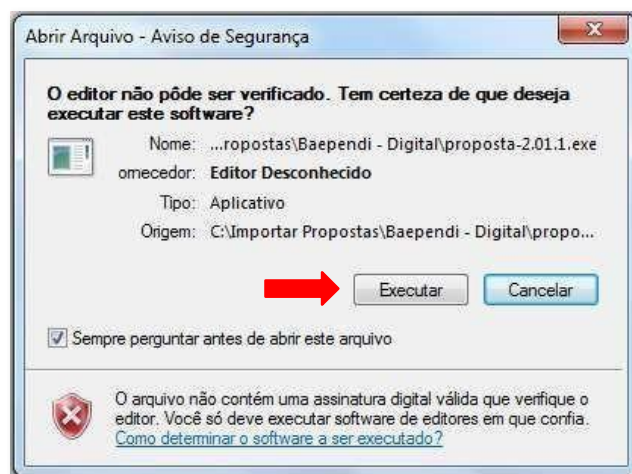 Abrir Arquivo - Aviso de Segurança
O editor não pôde ser verificado. Tem certeza de que deseja
executar este software?
Nome: ...ropostas\Baependi - Digital\proposta-2.01.1.exe
omecedor: Editor Desconhecido
Tipo: Aplicativo
Origem: C:\Importar Propostas\Baependi - Digital\propo...
Executar Cancelar
Sempre perguntar antes de abrir este arquivo
O arquivo não contém uma assinatura digital válida que verifique o
editor. Você só deve executar software de editores em que confia.
Como determinar o software a ser executado?